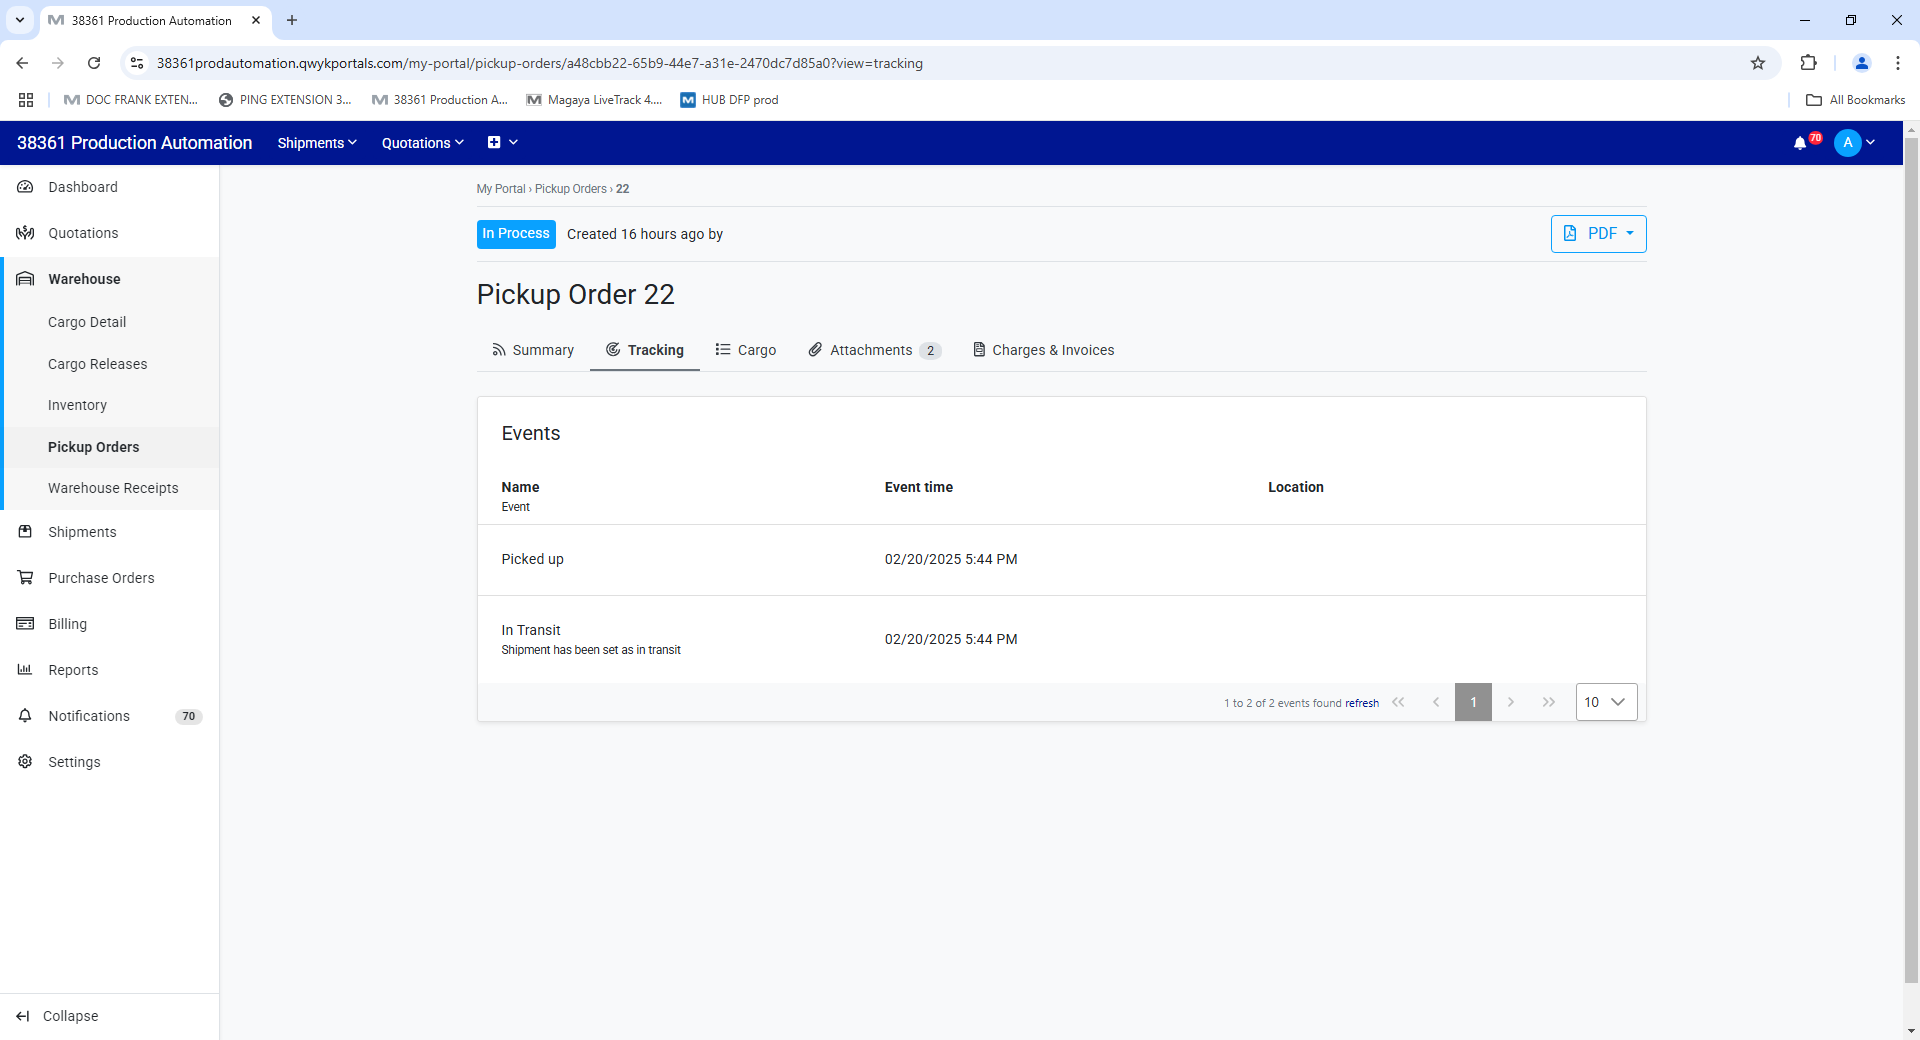 38361 Production Automation
38361prodautomation.qwykportals.com/my-portal/pickup-orders/a48cbb22-65b9-44e7-a31e-2470dc7d85a0?view=tracking
DOC FRANK EXTEN...
PING EXTENSION 3...
38361 Production A...
Magaya LiveTrack 4....
HUB DFP prod
All Bookmarks
38361 Production Automation
Shipments
Quotations
70
A
Dashboard
Quotations
Warehouse
Cargo Detail
Cargo Releases
Inventory
Pickup Orders
Warehouse Receipts
Shipments
Purchase Orders
Billing
Reports
Notifications 70
Settings
Collapse
My Portal › Pickup Orders › 22
In Process Created 16 hours ago by
PDF
Pickup Order 22
Summary
Tracking
Cargo
Attachments 2
Charges & Invoices
Events
Name Event time Location
Event
Picked up 02/20/2025 5:44 PM
In Transit 02/20/2025 5:44 PM
Shipment has been set as in transit
1 to 2 of 2 events found refresh
1
10